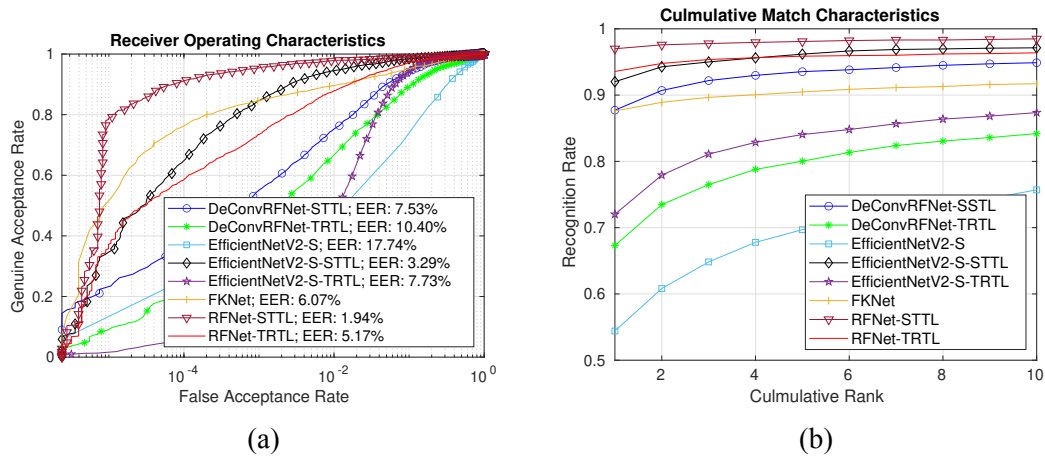 Receiver Operating Characteristics
1
0.8
0.6
0.4
0.2
0
Genuine Acceptance Rate
DeConvRFNet-STTL; EER: 7.53%
DeConvRFNet-TRTL; EER: 10.40%
EfficientNetV2-S; EER: 17.74%
EfficientNetV2-S-STTL; EER: 3.29%
EfficientNetV2-S-TRTL; EER: 7.73%
FKNet; EER: 6.07%
RFNet-STTL; EER: 1.94%
RFNet-TRTL; EER: 5.17%
10^-4
10^-2
10^0
False Acceptance Rate
(a)
Culmulative Match Characteristics
1
0.9
0.8
0.7
0.6
0.5
Recognition Rate
DeConvRFNet-SSTL
DeConvRFNet-TRTL
EfficientNetV2-S
EfficientNetV2-S-STTL
EfficientNetV2-S-TRTL
FKNet
RFNet-STTL
RFNet-TRTL
2
4
6
8
10
Culmulative Rank
(b)